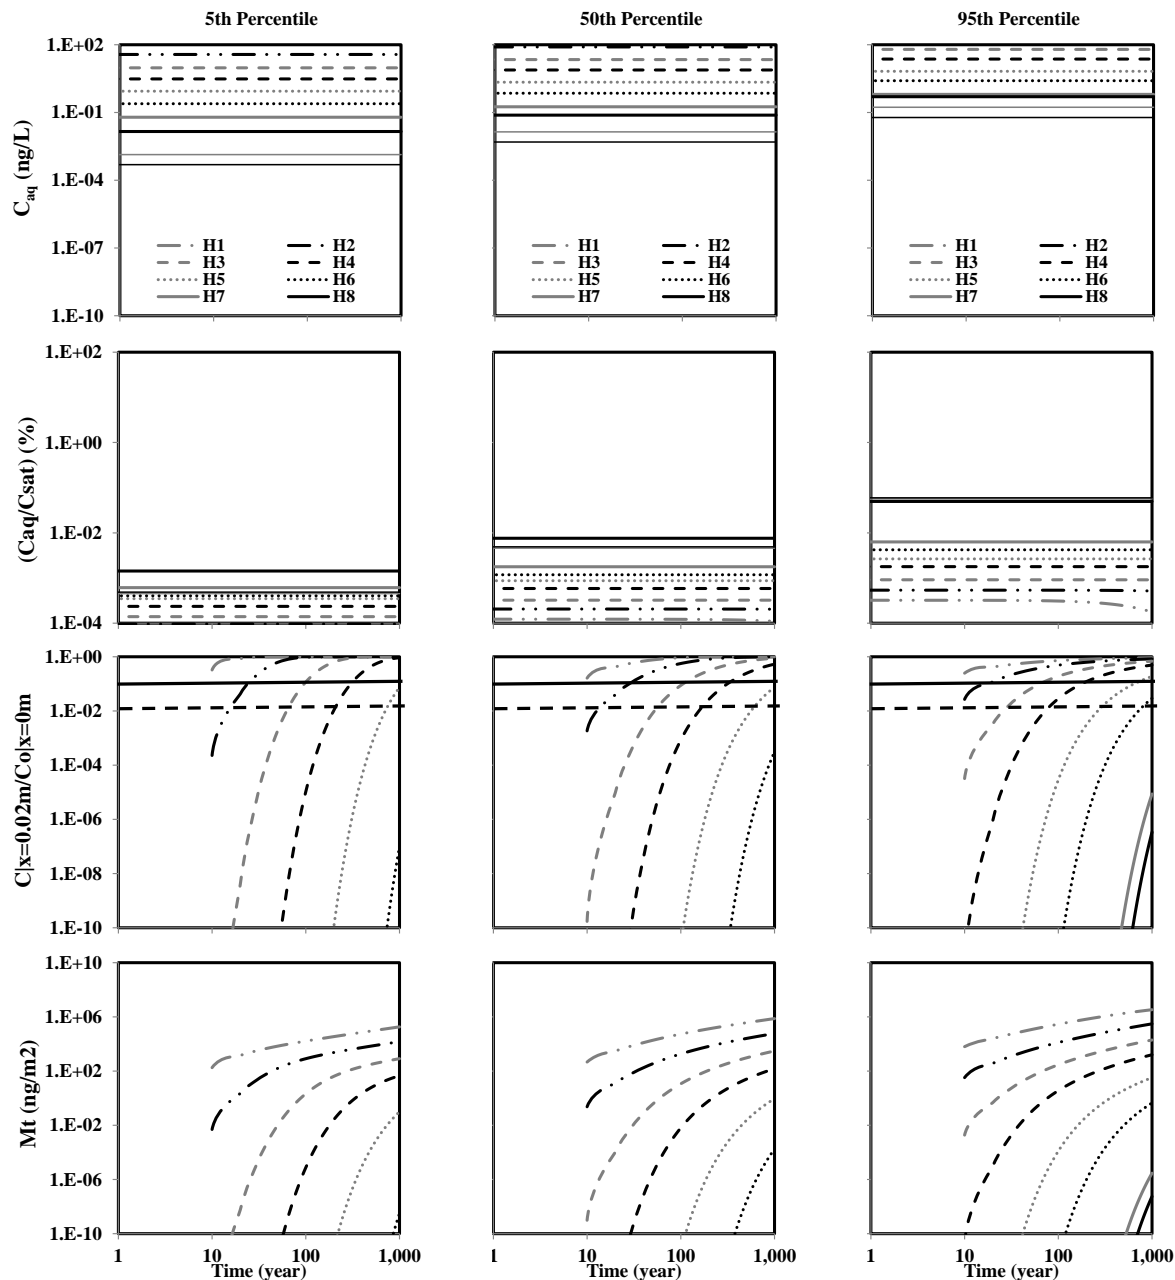 5th Percentile 50th Percentile 95th Percentile
1.E+02
1.E-01
1.E-04
1.E-07
1.E-10
Caq (ng/L)
H1 H2
H3 H4
H5 H6
H7 H8
H1 H2
H3 H4
H5 H6
H7 H8
H1 H2
H3 H4
H5 H6
H7 H8
1.E+02
1.E+00
1.E-02
1.E-04
(Caq/Csat) (%)
1.E+00
1.E-02
1.E-04
1.E-06
1.E-08
1.E-10
C|x=0.02m/Co|x=0m
1.E+10
1.E+06
1.E+02
1.E-02
1.E-06
1.E-10
Mt (ng/m2)
1 10 100 1,000
Time (year)
1 10 100 1,000
Time (year)
1 10 100 1,000
Time (year)